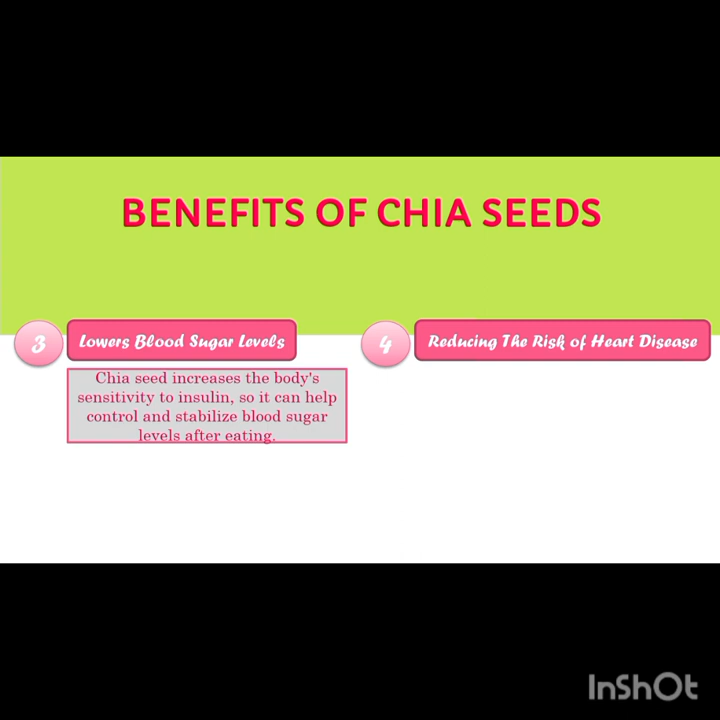 BENEFITS OF CHIA SEEDS
3 Lowers Blood Sugar Levels
Chia seed increases the body's
sensitivity to insulin, so it can help
control and stabilize blood sugar
levels after eating.
4 Reducing The Risk of Heart Disease
InShOt